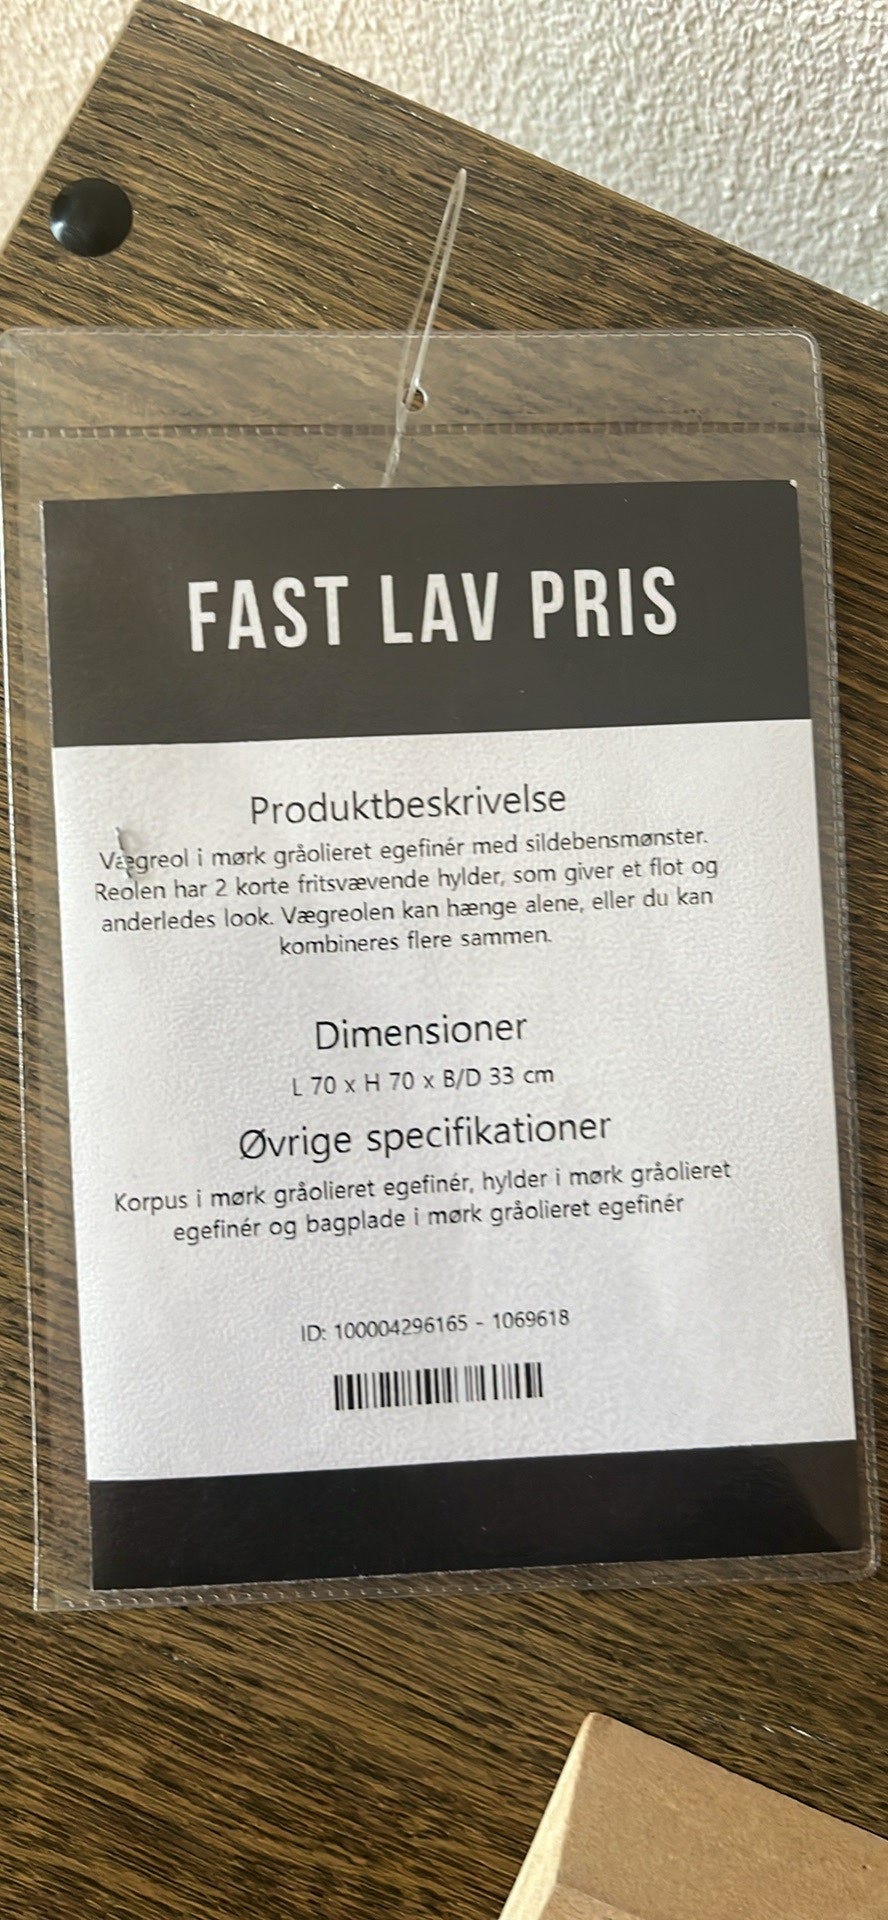 FAST LAV PRIS
Produktbeskrivelse
Vægreol i mørk gråolieret egefinér med sildebensmønster.
Reolen har 2 korte fritsvævende hylder, som giver et flot og
anderledes look. Vægreolen kan hænge alene, eller du kan
kombineres flere sammen.
Dimensioner
L 70 x H 70 x B/D 33 cm
Øvrige specifikationer
Korpus i mørk gråolieret egefinér, hylder i mørk gråolieret
egefinér og bagplade i mørk gråolieret egefinér
ID: 100004296165 - 1069618